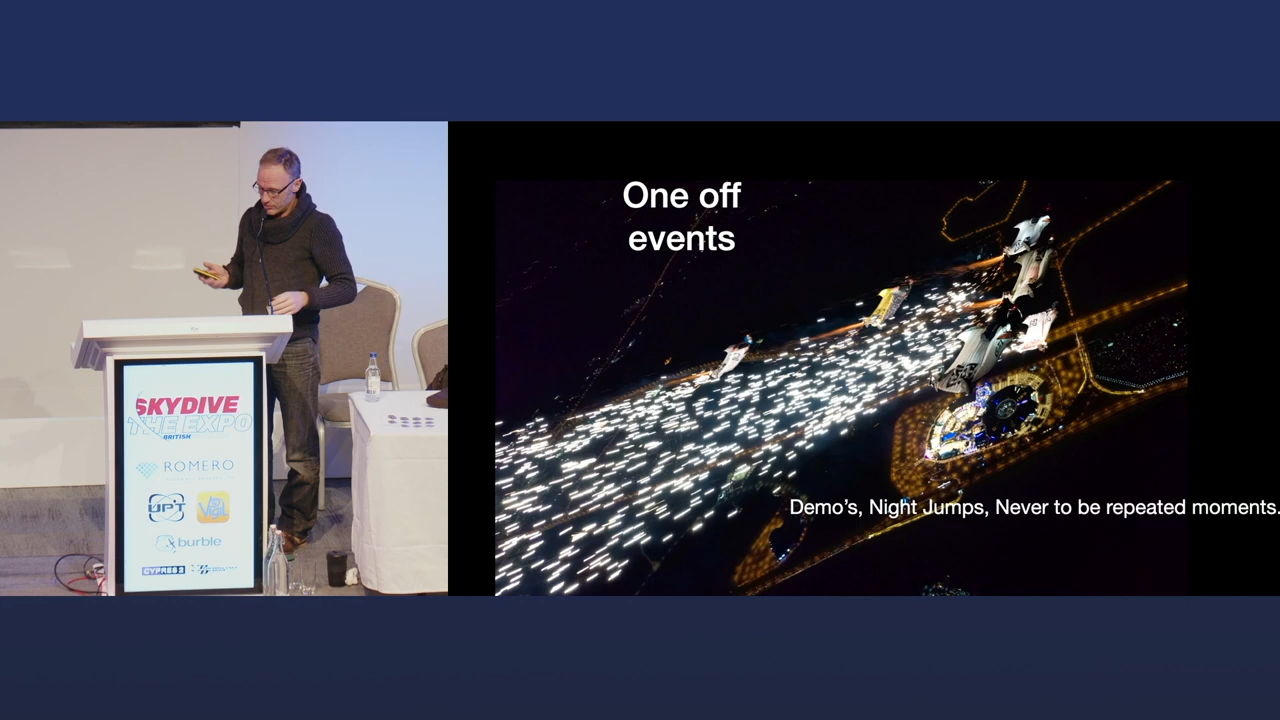 SKYDIVE
THE EXPO
BRITISH
ROMERO
UPT
Vigil
burble
CYPRES 2
One off
events
Demo's, Night Jumps, Never to be repeated moments.